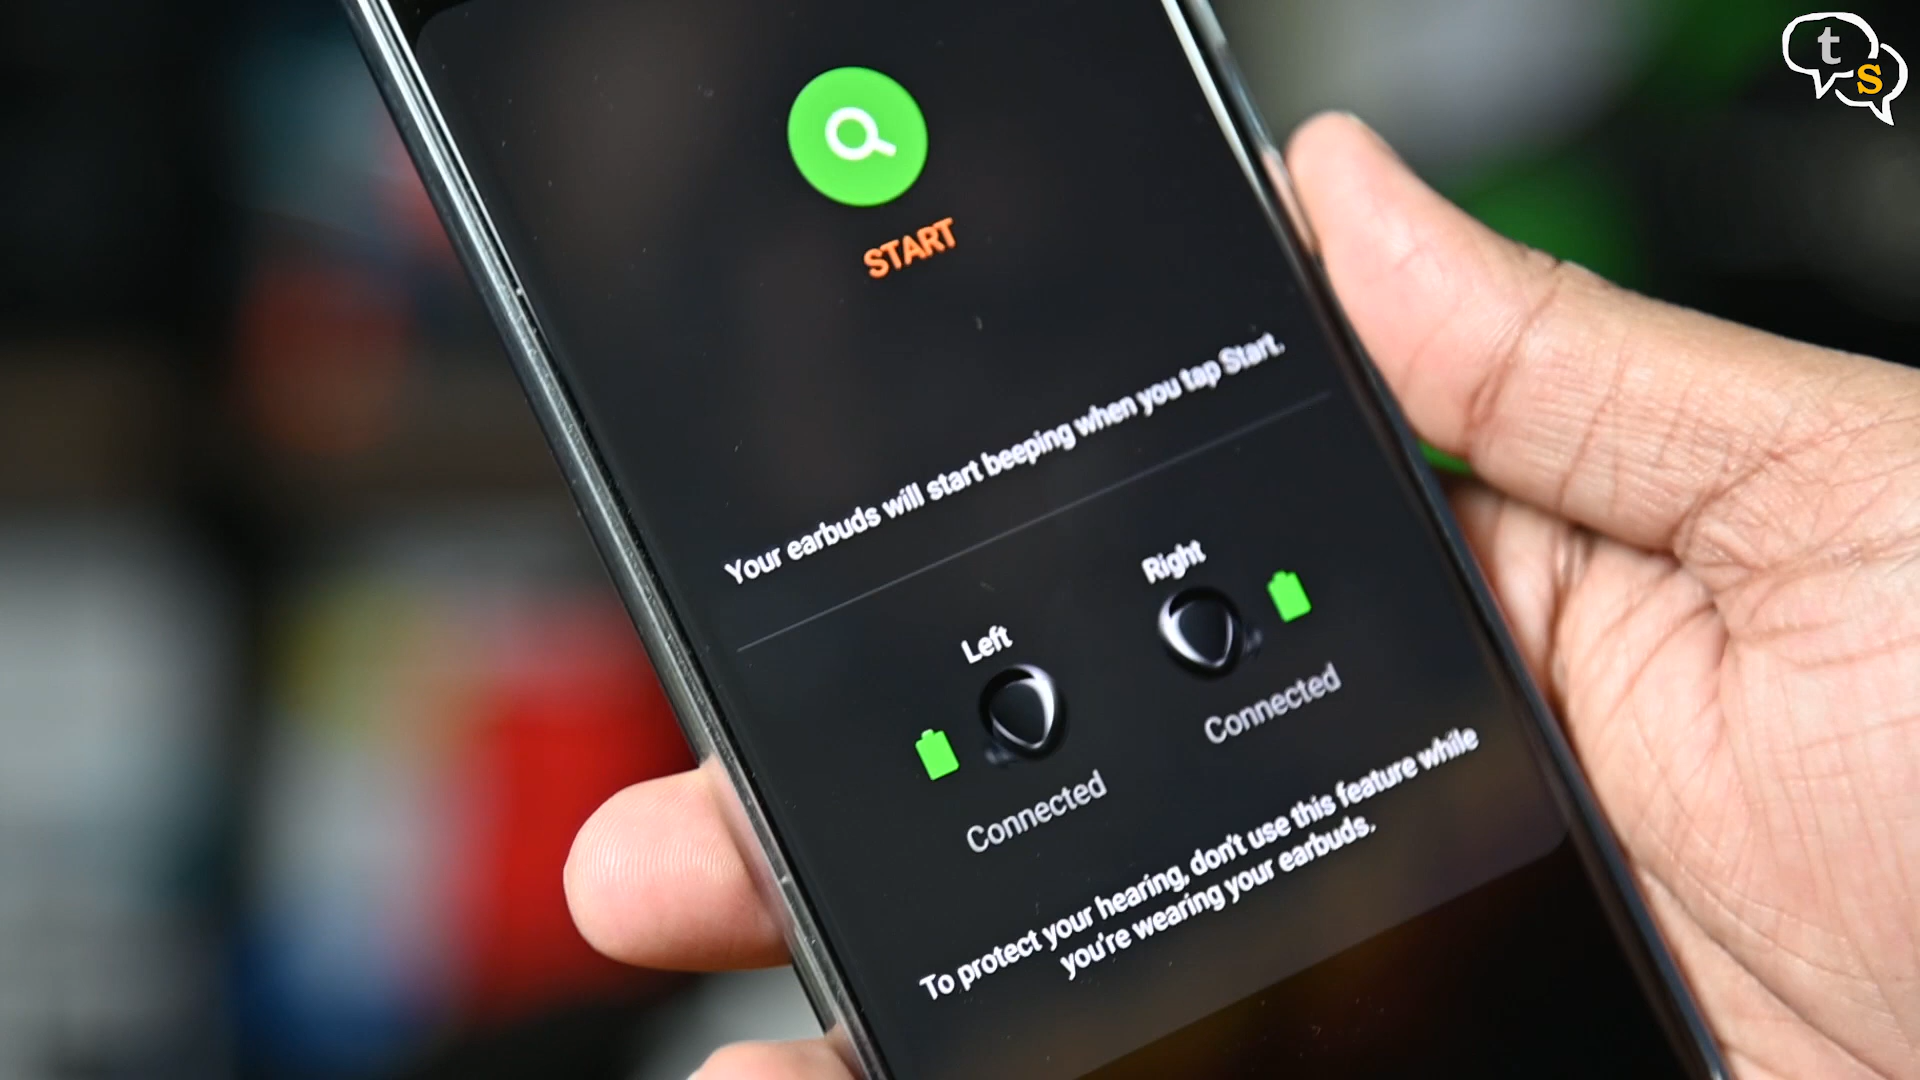 ts
START
Your earbuds will start beeping when you tap Start.
Left
Right
Connected
Connected
To protect your hearing, don't use this feature while
you're wearing your earbuds.